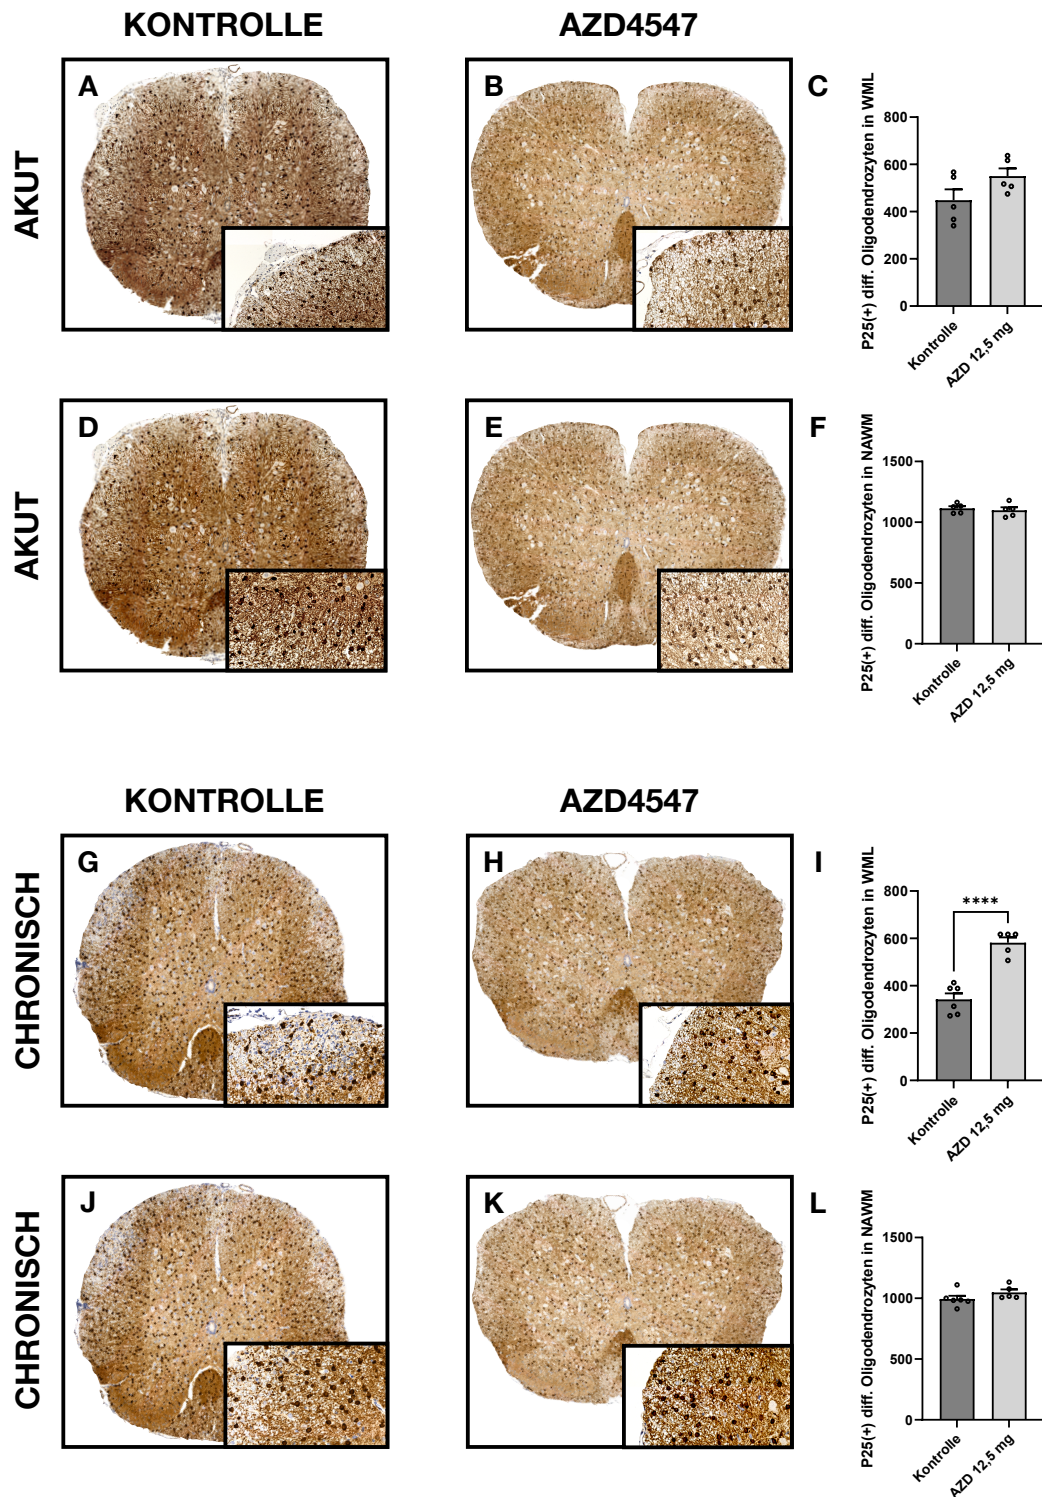 KONTROLLE AZD4547
AKUT
A
B
C
P25(+) diff. Oligodendrozyten in WML
800
600
400
200
0
Kontrolle
AZD 12,5 mg
AKUT
D
E
F
P25(+) diff. Oligodendrozyten in NAWM
1500
1000
500
0
Kontrolle
AZD 12,5 mg
KONTROLLE AZD4547
CHRONISCH
G
H
I
P25(+) diff. Oligodendrozyten in WML
800
600
400
200
0
****
Kontrolle
AZD 12,5 mg
CHRONISCH
J
K
L
P25(+) diff. Oligodendrozyten in NAWM
1500
1000
500
0
Kontrolle
AZD 12,5 mg